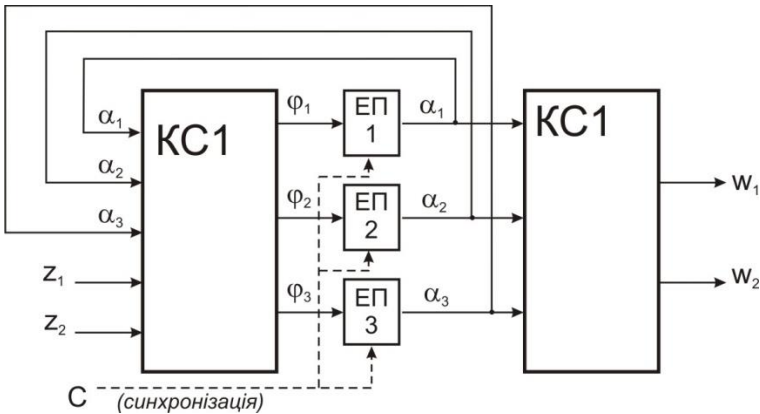 α₁
α₂
α₃
z₁
z₂
КС1
φ₁
φ₂
φ₃
ЕП
1
ЕП
2
ЕП
3
α₁
α₂
α₃
КС1
w₁
w₂
C (синхронізація)